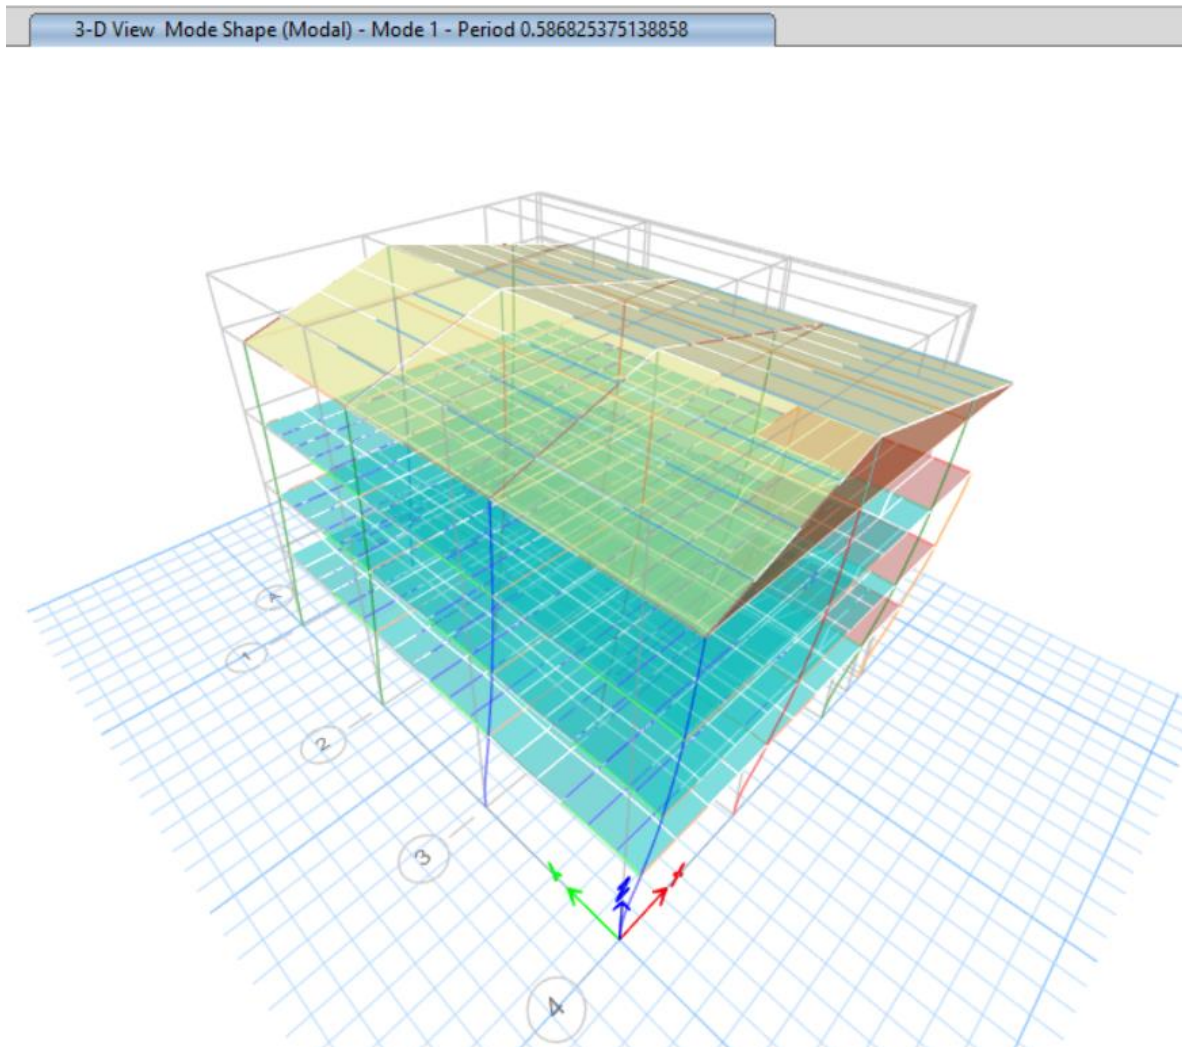 3-D View Mode Shape (Modal) - Mode 1 - Period 0.586825375138858
A
1
2
3
4
X
Y
Z